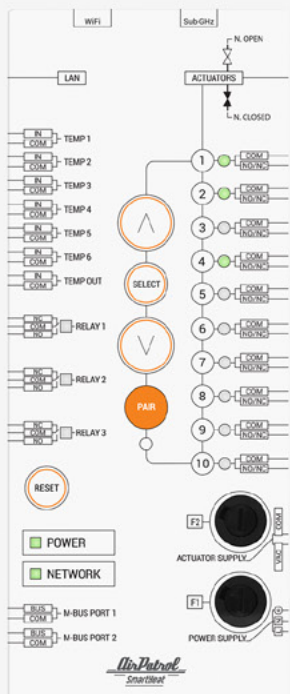 WiFi
Sub-GHz
N. OPEN
LAN
ACTUATORS
N. CLOSED
IN
COM
TEMP 1
IN
COM
TEMP 2
IN
COM
TEMP 3
IN
COM
TEMP 4
IN
COM
TEMP 5
IN
COM
TEMP 6
IN
COM
TEMP OUT
NC
COM
NO
RELAY 1
NC
COM
NO
RELAY 2
NC
COM
NO
RELAY 3
SELECT
PAIR
RESET
1
COM
NO/NC
2
COM
NO/NC
3
COM
NO/NC
4
COM
NO/NC
5
COM
NO/NC
6
COM
NO/NC
7
COM
NO/NC
8
COM
NO/NC
9
COM
NO/NC
10
COM
NO/NC
POWER
NETWORK
F2
COM
VAC
ACTUATOR SUPPLY
F1
POWER SUPPLY
L
N
BUS
COM
M-BUS PORT 1
BUS
COM
M-BUS PORT 2
AirPatrol
SmartHeat